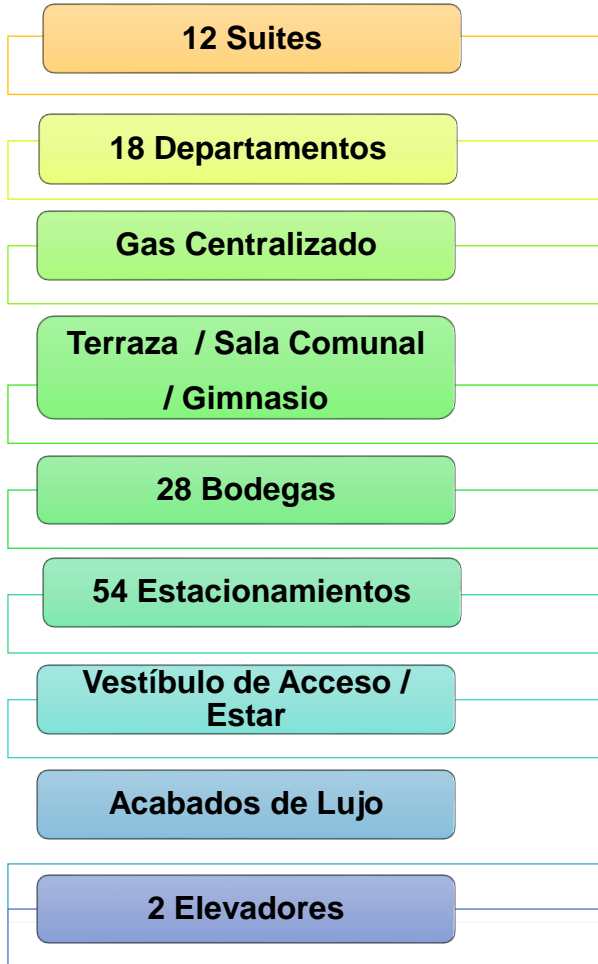 12 Suites
18 Departamentos
Gas Centralizado
Terraza / Sala Comunal
/ Gimnasio
28 Bodegas
54 Estacionamientos
Vestíbulo de Acceso /
Estar
Acabados de Lujo
2 Elevadores